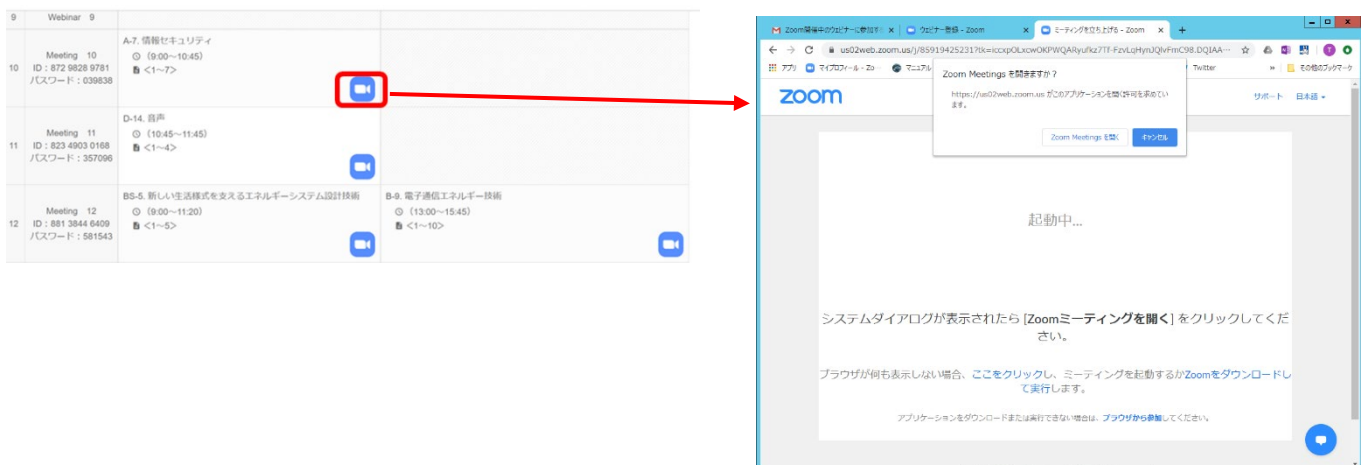 9 Webinar 9
A-7. 情報セキュリティ
Meeting 10 (9:00～10:45)
10 ID : 872 9828 9781 <1～7>
パスワード : 039838
D-14. 音声
Meeting 11 (10:45～11:45)
11 ID : 823 4903 0168 <1～4>
パスワード : 357096
BS-5. 新しい生活様式を支えるエネルギーシステム設計技術 B-9. 電子通信エネルギー技術
Meeting 12 (9:00～11:20) (13:00～15:45)
12 ID : 881 3844 6409 <1～5> <1～10>
パスワード : 581543
Zoom開催中のウェビナーに参加す ウェビナー登録 - Zoom ミーティングを立ち上げる - Zoom
us02web.zoom.us/j/85919425231?tk=
アプリ マイプロフィール - Zo マニュアル Twitter その他のブックマーク
Zoom Meetings を開きますか？
https://us02web.zoom.us がこのアプリケーションを開く許可を求めてい
ます。
Zoom Meetings を開く キャンセル
zoom サポート 日本語
起動中...
システムダイアログが表示されたら [Zoomミーティングを開く] をクリックしてくだ
さい。
ブラウザが何も表示しない場合、ここをクリックし、ミーティングを起動するかZoomをダウンロードし
て実行します。
アプリケーションをダウンロードまたは実行できない場合は、ブラウザから参加してください。